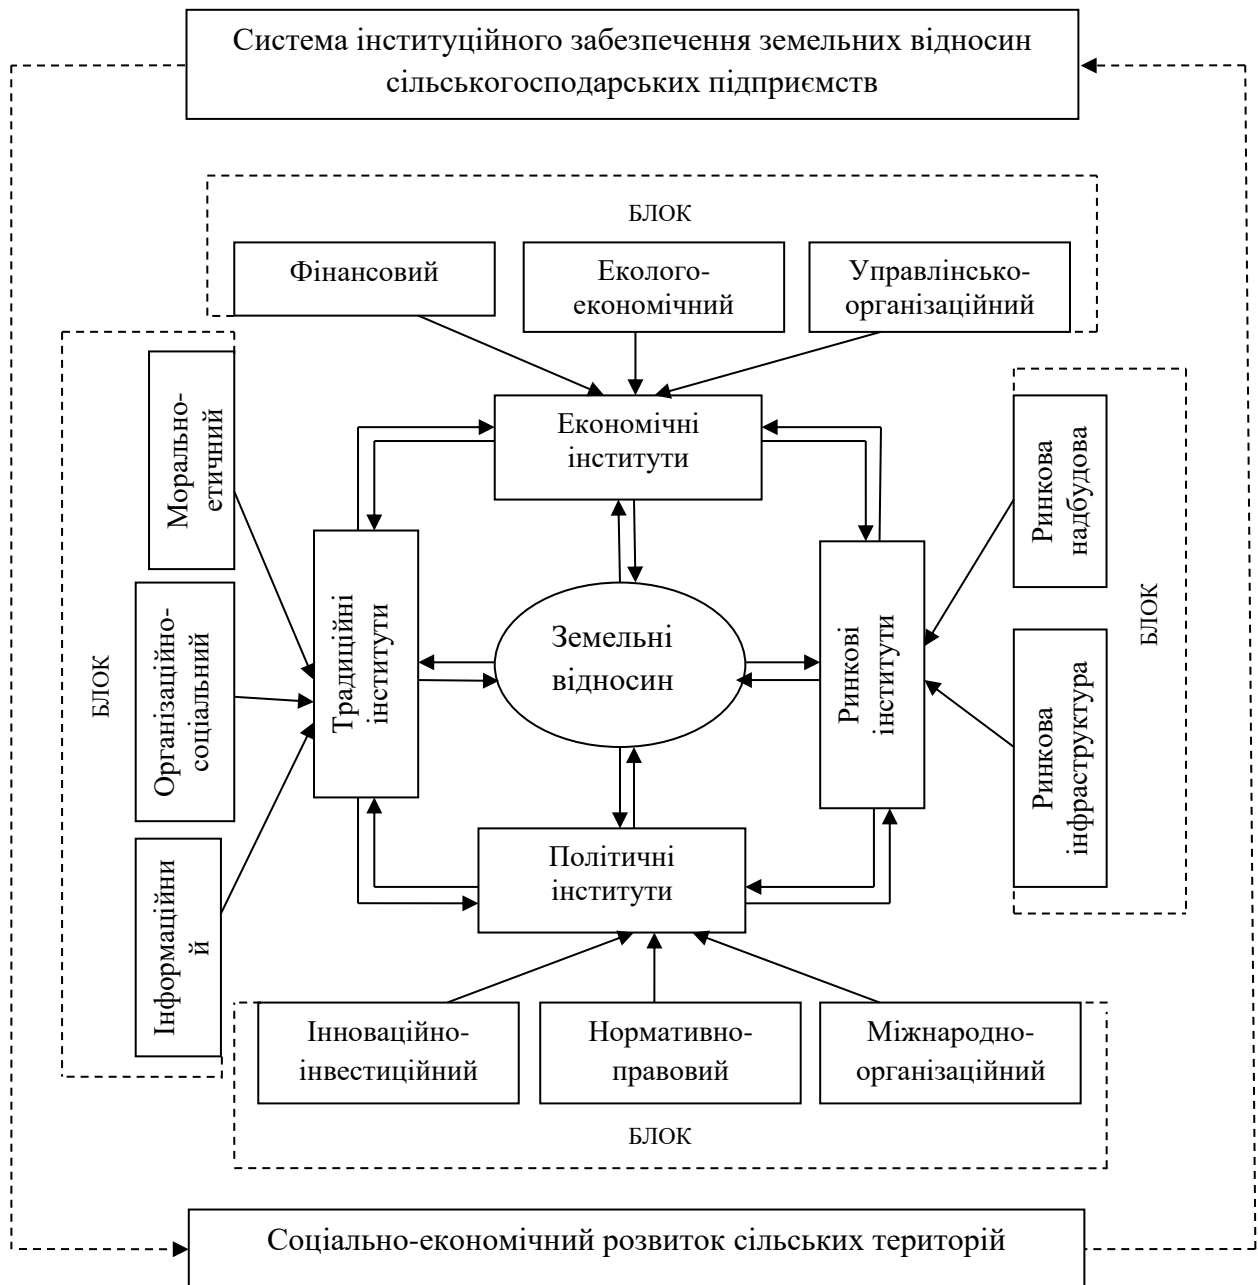 Система інституційного забезпечення земельних відносин
сільськогосподарських підприємств
БЛОК
Фінансовий
Еколого-
економічний
Управлінсько-
організаційний
Морально-
етичний
Організаційно-
соціальний
Інформаційни
й
БЛОК
Економічні
інститути
Традиційні
інститути
Земельні
відносин
Ринкові
інститути
Політичні
інститути
Ринкова
надбудова
Ринкова
інфраструктура
БЛОК
Інноваційно-
інвестиційний
Нормативно-
правовий
Міжнародно-
організаційний
БЛОК
Соціально-економічний розвиток сільських територій